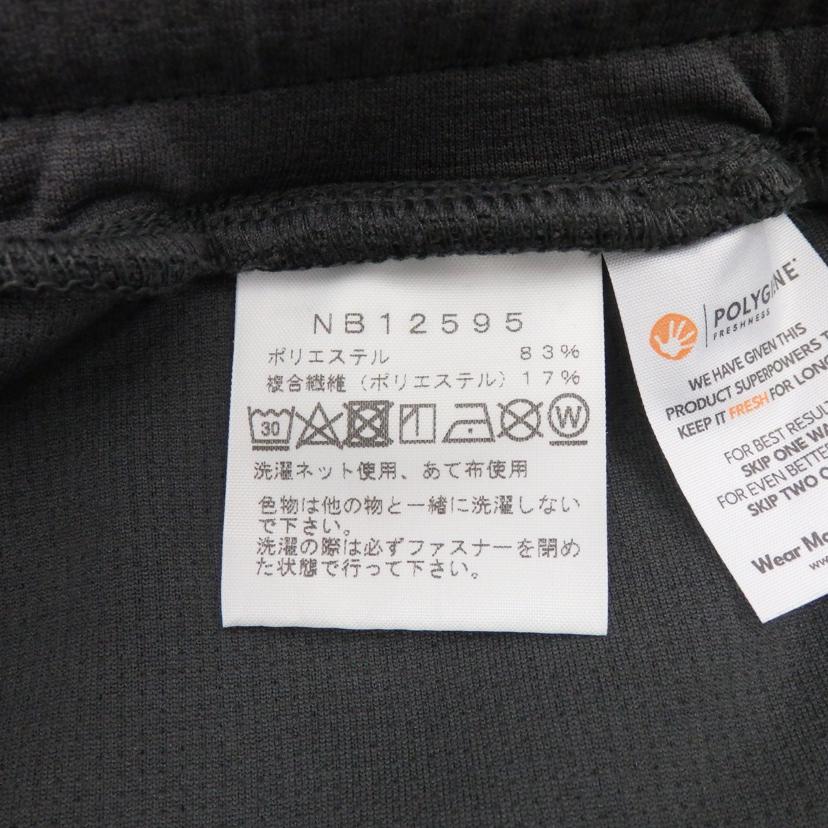 NB12595
ポリエステル 83%
複合繊維（ポリエステル）17%
30 W
洗濯ネット使用、あて布使用
色物は他の物と一緒に洗濯しない
で下さい。
洗濯の際は必ずファスナーを閉め
た状態で行って下さい。
POLYGIENE
FRESHNESS
WE HAVE GIVEN THIS
PRODUCT SUPERPOWERS
KEEP IT FRESH FOR
FOR BEST
SKIP ONE
FOR EVEN
SKIP TWO
Wear